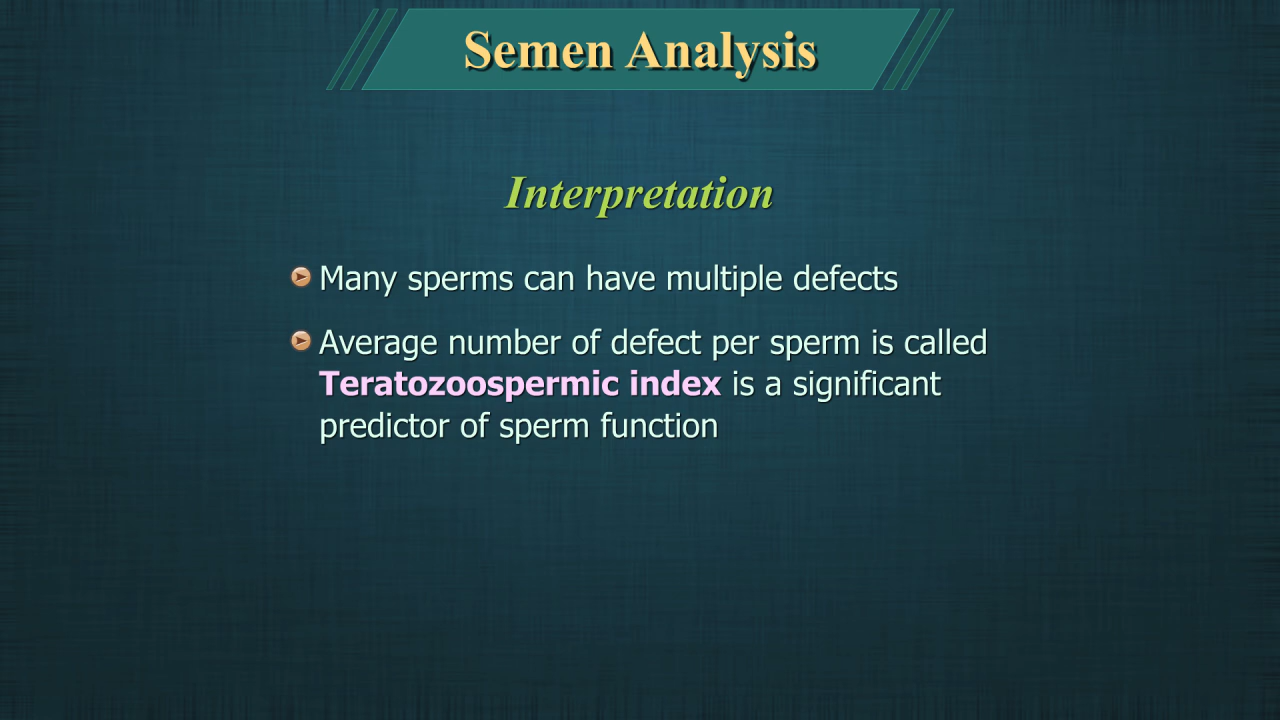 Semen Analysis
Interpretation
Many sperms can have multiple defects
Average number of defect per sperm is called
Teratozoospermic index is a significant
predictor of sperm function